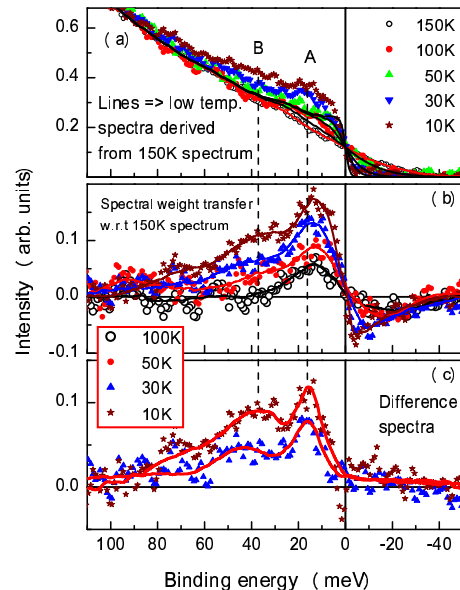 0.6
0.4
0.2
( a )
B
A
150K
100K
50K
30K
10K
Lines => low temp.
spectra derived
from 150K spectrum
Intensity ( arb. units)
0.1
0.0
-0.1
Spectral weight transfer
w.r.t 150K spectrum
( b )
100K
50K
30K
10K
0.1
0.0
( c )
Difference
spectra
100 80 60 40 20 0 -20 -40
Binding energy ( meV)